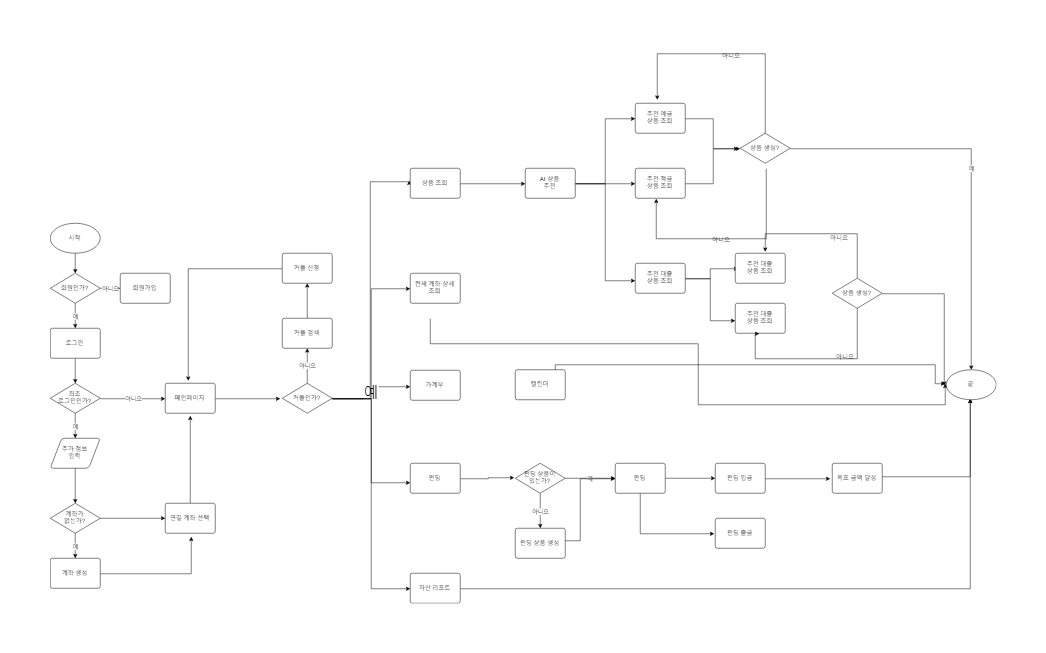 아니오
추천 예금
상품 조회
상품 생성?
예
상품 조회
AI 상품
추천
추천 적금
상품 조회
아니오
아니오
시작
회원인가?
아니오
회원가입
예
로그인
커플 신청
전체 계좌 상세
조회
추천 대출
상품 조회
추천 대출
상품 조회
추천 대출
상품 조회
상품 생성?
아니오
커플 검색
아니오
최초
로그인인가?
아니오
메인페이지
커플인가?
예
가계부
캘린더
끝
예
추가 정보
입력
펀딩
펀딩 상품이
있는가?
예
펀딩
펀딩 입금
목표 금액 달성
아니오
펀딩 상품 생성
펀딩 출금
계좌가
없는가?
연결 계좌 선택
예
계좌 생성
자산 리포트